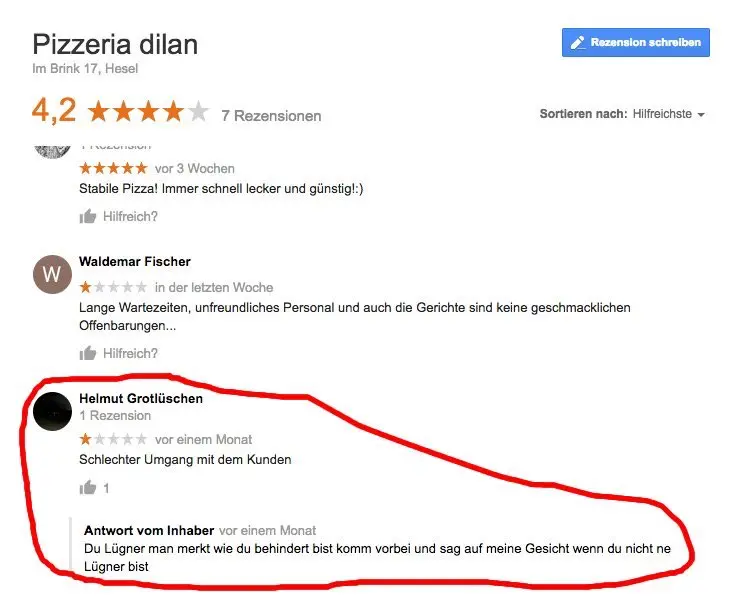 Pizzeria dilan
Im Brink 17, Hesel
Rezension schreiben
4,2
7 Rezensionen
Sortieren nach: Hilfreichste
1 Rezension
vor 3 Wochen
Stabile Pizza! Immer schnell lecker und günstig!:)
Hilfreich?
W
Waldemar Fischer
in der letzten Woche
Lange Wartezeiten, unfreundliches Personal und auch die Gerichte sind keine geschmacklichen
Offenbarungen...
Hilfreich?
Helmut Grotlüschen
1 Rezension
vor einem Monat
Schlechter Umgang mit dem Kunden
1
Antwort vom Inhaber vor einem Monat
Du Lügner man merkt wie du behindert bist komm vorbei und sag auf meine Gesicht wenn du nicht ne
Lügner bist